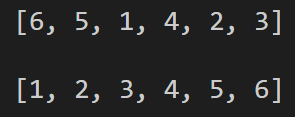 [6, 5, 1, 4, 2, 3]
[1, 2, 3, 4, 5, 6]